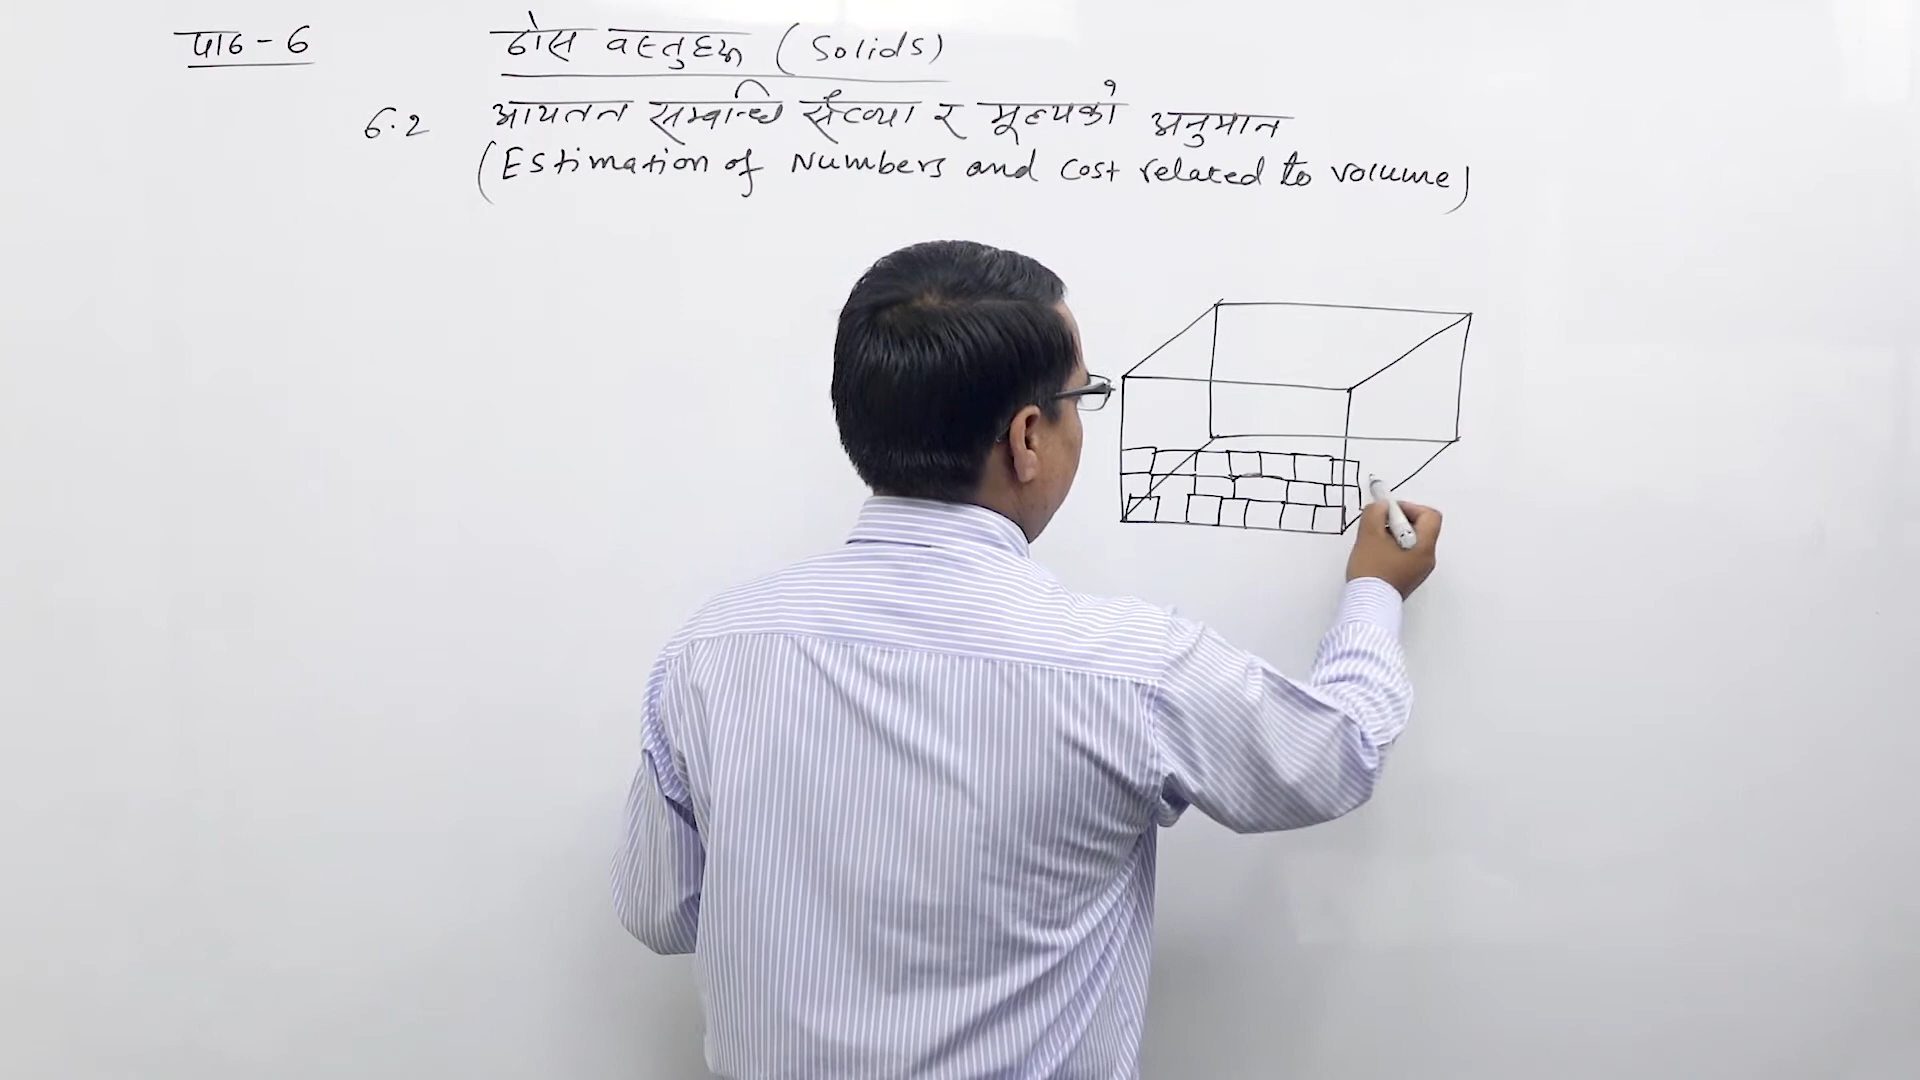 पाठ - 6
ठोस वस्तुहरू (Solids)
6.2 आयतन सम्बन्धि संख्या र मूल्यको अनुमान
(Estimation of Numbers and Cost related to volume)